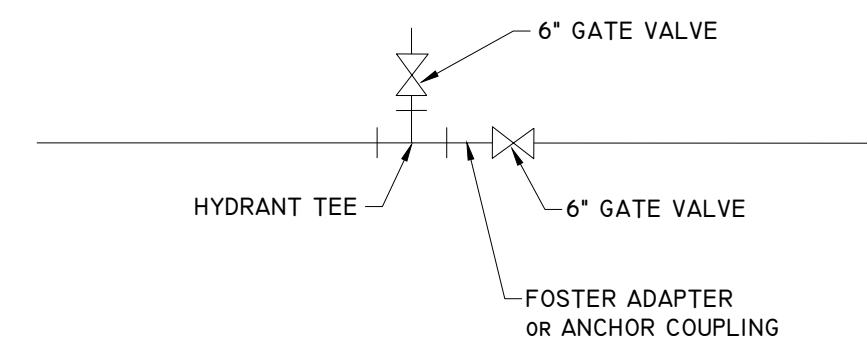 6" GATE VALVE
HYDRANT TEE
6" GATE VALVE
FOSTER ADAPTER
OR ANCHOR COUPLING